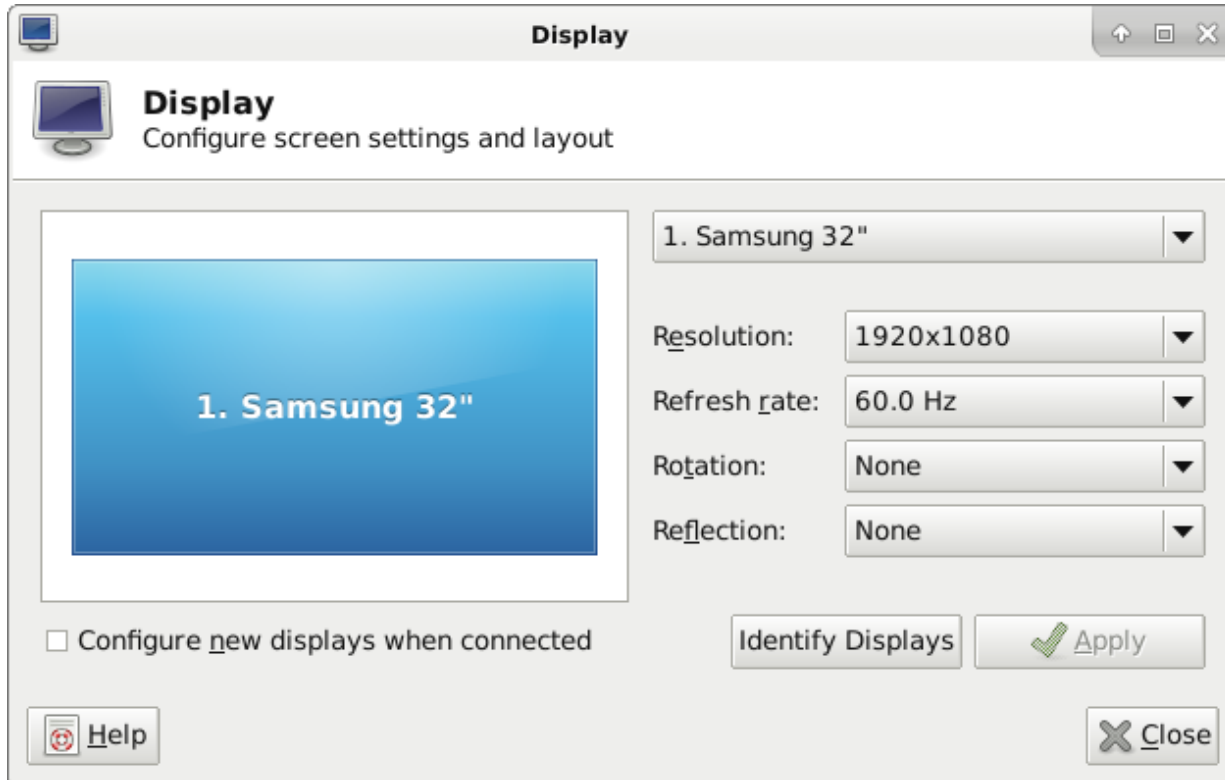 Display
Display
Configure screen settings and layout
1. Samsung 32"
1. Samsung 32"
Resolution: 1920x1080
Refresh rate: 60.0 Hz
Rotation: None
Reflection: None
Configure new displays when connected
Identify Displays
Apply
Help
Close